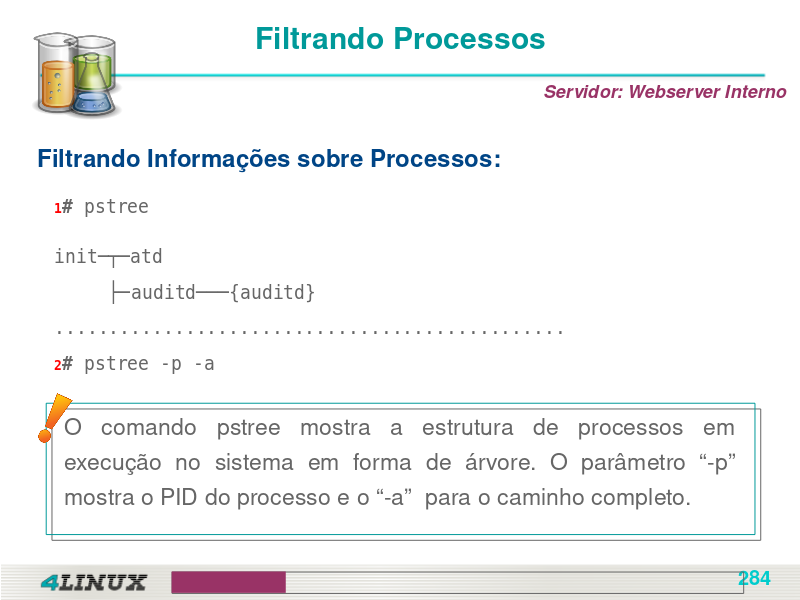 Filtrando Processos
Servidor: Webserver Interno
Filtrando Informações sobre Processos:
1# pstree
init─┬─atd
     ├─auditd───{auditd}
...............................................
2# pstree -p -a
O comando pstree mostra a estrutura de processos em
execução no sistema em forma de árvore. O parâmetro “-p”
mostra o PID do processo e o “-a”  para o caminho completo.
4LINUX
284